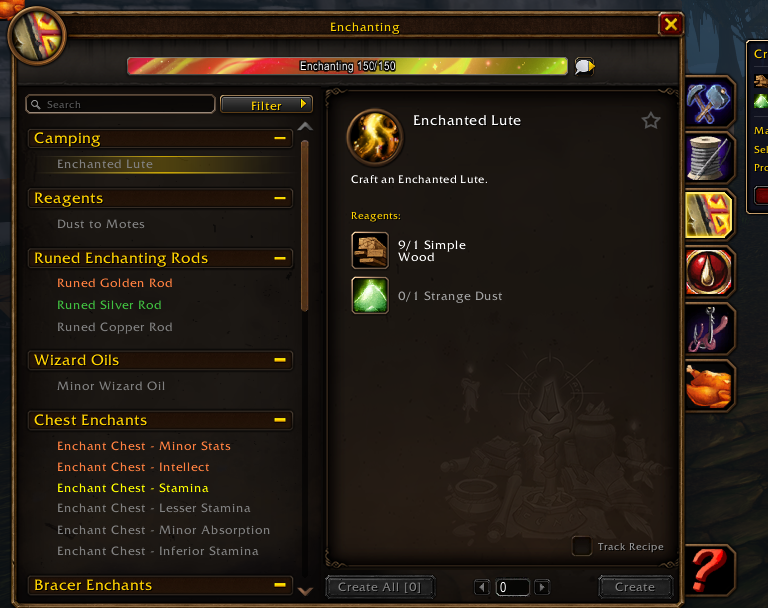 Enchanting
Enchanting 150/150
Search
Filter
Camping
Enchanted Lute
Reagents
Dust to Motes
Runed Enchanting Rods
Runed Golden Rod
Runed Silver Rod
Runed Copper Rod
Wizard Oils
Minor Wizard Oil
Chest Enchants
Enchant Chest - Minor Stats
Enchant Chest - Intellect
Enchant Chest - Stamina
Enchant Chest - Lesser Stamina
Enchant Chest - Minor Absorption
Enchant Chest - Inferior Stamina
Bracer Enchants
Enchanted Lute
Craft an Enchanted Lute.
Reagents:
9/1 Simple
Wood
0/1 Strange Dust
Track Recipe
Create All [0]
0
Create